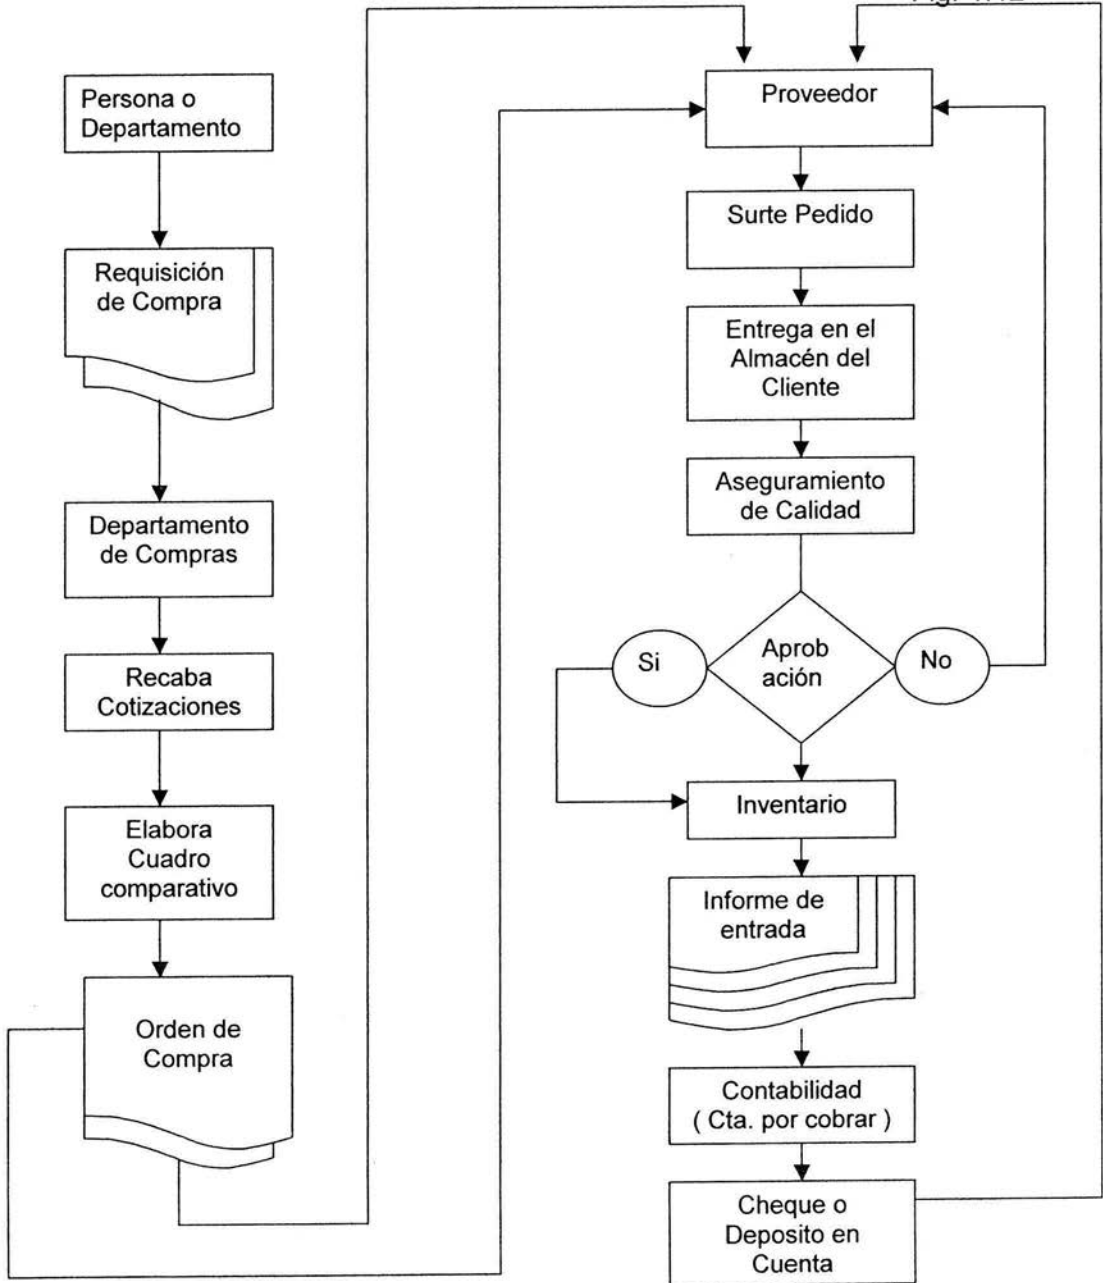 Persona o
Departamento
Requisición
de Compra
Departamento
de Compras
Recaba
Cotizaciones
Elabora
Cuadro
comparativo
Orden de
Compra
Proveedor
Surte Pedido
Entrega en el
Almacén del
Cliente
Aseguramiento
de Calidad
Si
Aprob
ación
No
Inventario
Informe de
entrada
Contabilidad
( Cta. por cobrar )
Cheque o
Deposito en
Cuenta